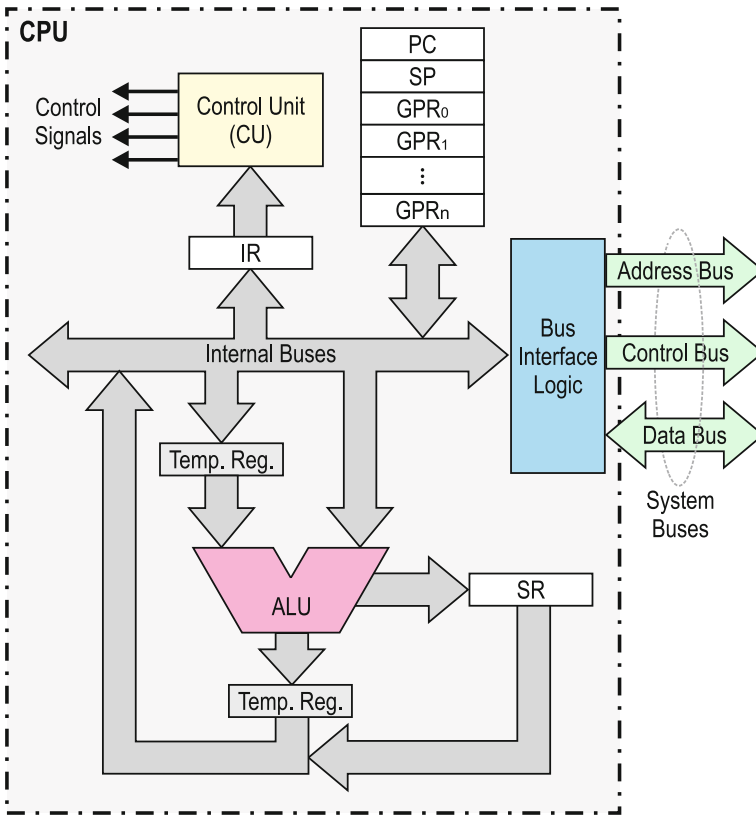 CPU
Control
Signals
Control Unit
(CU)
PC
SP
GPR₀
GPR₁
⋮
GPRn
IR
Internal Buses
Bus
Interface
Logic
Address Bus
Control Bus
Data Bus
System
Buses
Temp. Reg.
ALU
SR
Temp. Reg.